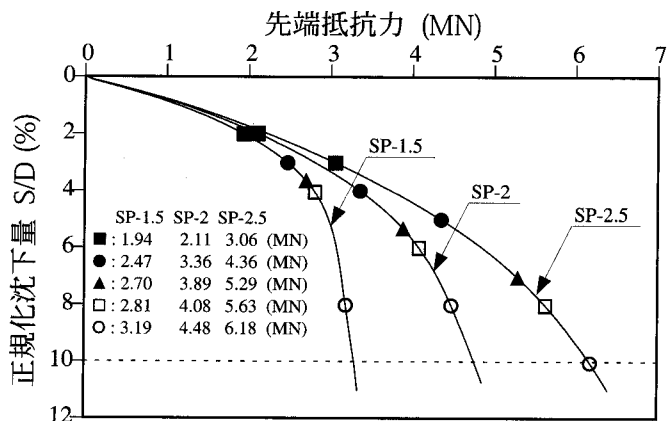 先端抵抗力 (MN)
0 1 2 3 4 5 6 7
正規化沈下量 S/D (%)
0
2
4
6
8
10
12
SP-1.5
SP-2
SP-2.5
SP-1.5 SP-2 SP-2.5
■ : 1.94 2.11 3.06 (MN)
● : 2.47 3.36 4.36 (MN)
▲ : 2.70 3.89 5.29 (MN)
□ : 2.81 4.08 5.63 (MN)
○ : 3.19 4.48 6.18 (MN)